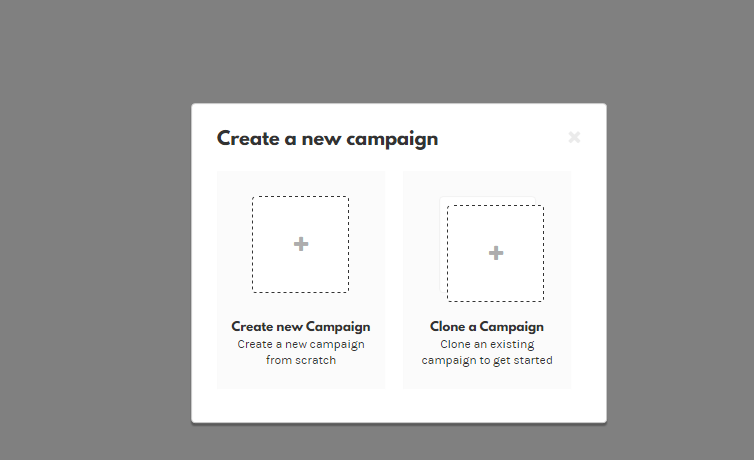 Create a new campaign
Create new Campaign
Create a new campaign
from scratch
Clone a Campaign
Clone an existing
campaign to get started